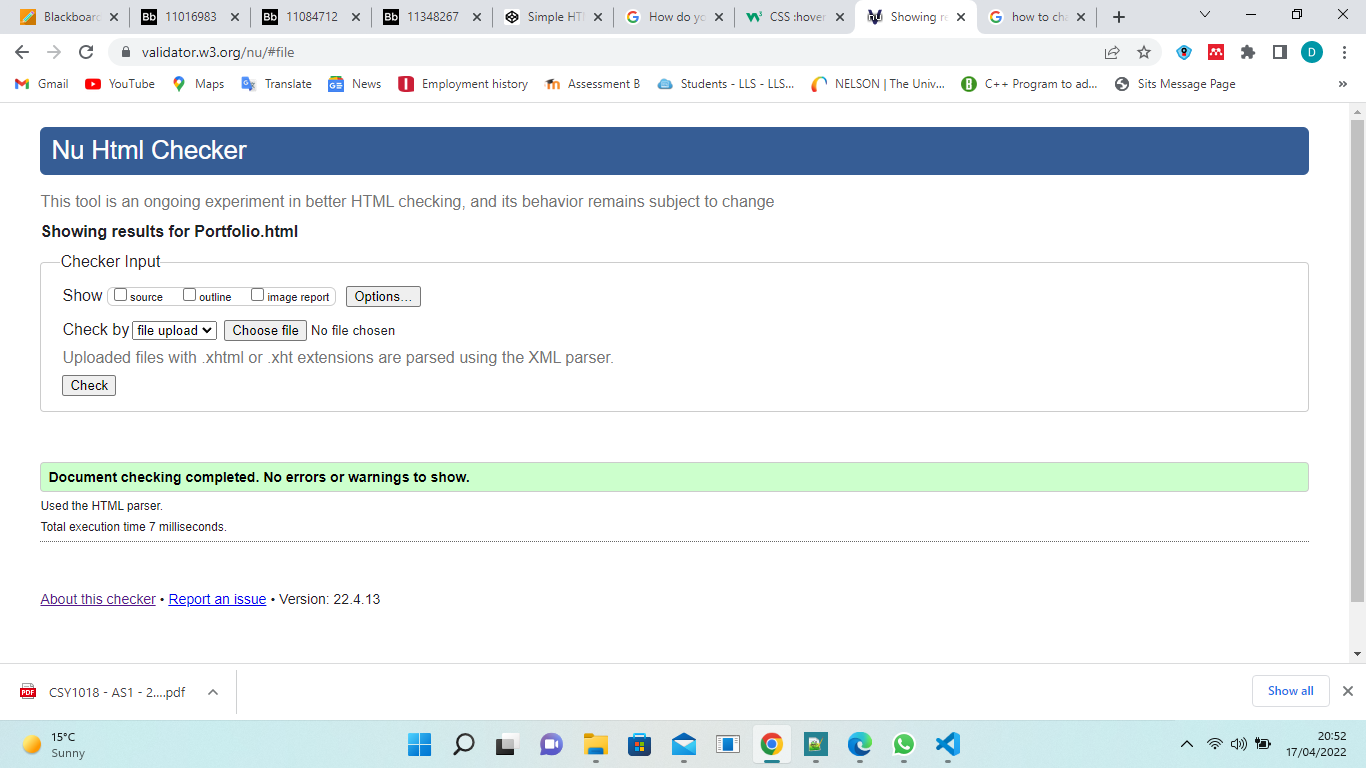 Blackboard
Bb 11016983
Bb 11084712
Bb 11348267
Simple HT
How do yo
CSS :hover
Showing re
how to cha
validator.w3.org/nu/#file
D
Gmail
YouTube
Maps
Translate
News
Employment history
Assessment B
Students - LLS - LLS...
NELSON | The Univ...
C++ Program to ad...
Sits Message Page
»
Nu Html Checker
This tool is an ongoing experiment in better HTML checking, and its behavior remains subject to change
Showing results for Portfolio.html
Checker Input
Show source outline image report Options...
Check by file upload Choose file No file chosen
Uploaded files with .xhtml or .xht extensions are parsed using the XML parser.
Check
Document checking completed. No errors or warnings to show.
Used the HTML parser.
Total execution time 7 milliseconds.
About this checker • Report an issue • Version: 22.4.13
PDF CSY1018 - AS1 - 2....pdf
Show all
15°C
Sunny
20:52
17/04/2022